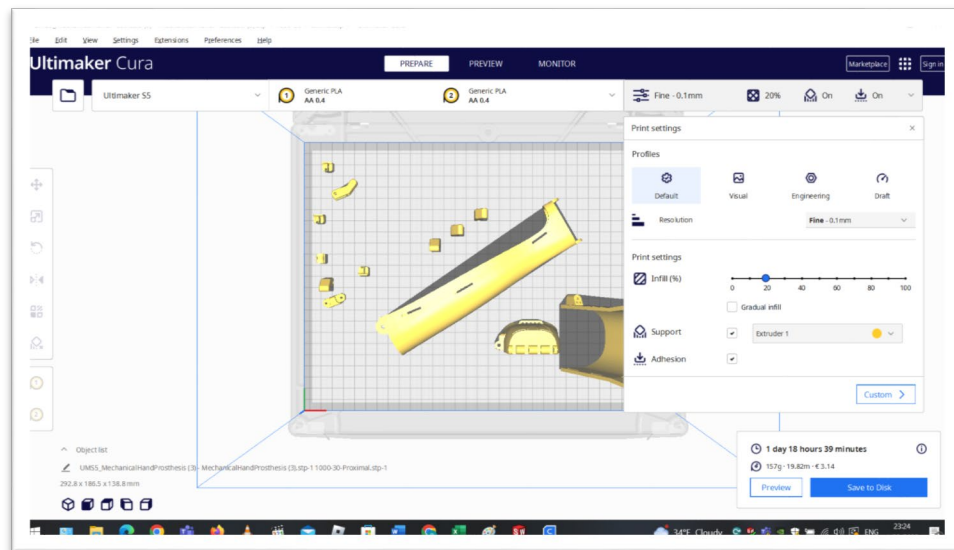 File Edit View Settings Extensions Preferences Help
Ultimaker Cura PREPARE PREVIEW MONITOR Marketplace Sign in
Ultimaker S5 1 Generic PLA AA 0.4 2 Generic PLA AA 0.4 Fine - 0.1mm 20% On On
Print settings
Profiles
Default Visual Engineering Draft
Resolution Fine - 0.1mm
Print settings
Infill (%)
0 20 40 60 80 100
Gradual infill
Support Extruder 1
Adhesion
Custom
Object list
UMS5_MechanicalHandProsthesis (3) - MechanicalHandProsthesis (3).stp-1 1000-30-Proximal.stp-1
292.8 x 186.5 x 138.8 mm
1
2
1 day 18 hours 39 minutes
157g · 19.82m · € 3.14
Preview Save to Disk
34°F Cloudy ENG 23:24